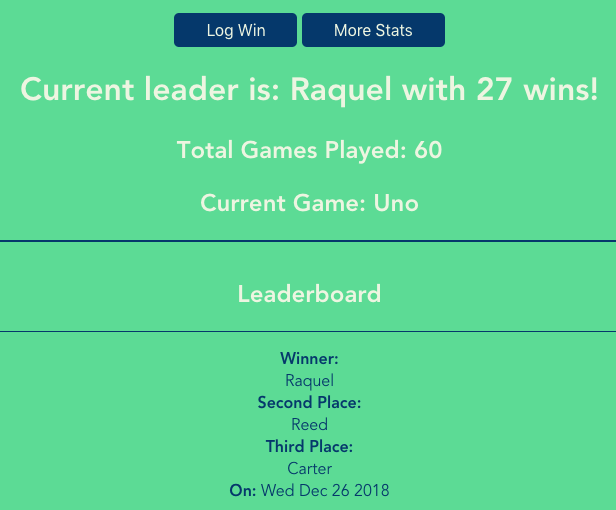 Log Win More Stats
Current leader is: Raquel with 27 wins!
Total Games Played: 60
Current Game: Uno
Leaderboard
Winner:
Raquel
Second Place:
Reed
Third Place:
Carter
On: Wed Dec 26 2018